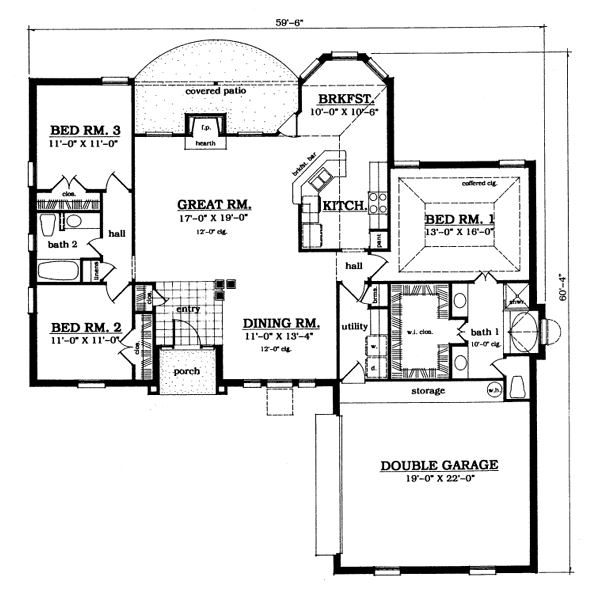 59'-6"
covered patio
BRKFST.
10'-0" X 10'-6"
BED RM. 3
11'-0" X 11'-0"
f.p.
hearth
brkfst. bar
coffered clg.
clos.
GREAT RM.
17'-0" X 19'-0"
12'-0" clg.
KITCH.
BED RM. 1
13'-0" X 16'-0"
pant.
hall
bath 2
linens
hall
60'-4"
clos.
entry
brms.
shwr.
BED RM. 2
11'-0" X 11'-0"
DINING RM.
11'-0" X 13'-4"
12'-0" clg.
utility
w.i. clos.
bath 1
10'-0" clg.
clos.
w.
d.
porch
storage
w.h.
DOUBLE GARAGE
19'-0" X 22'-0"